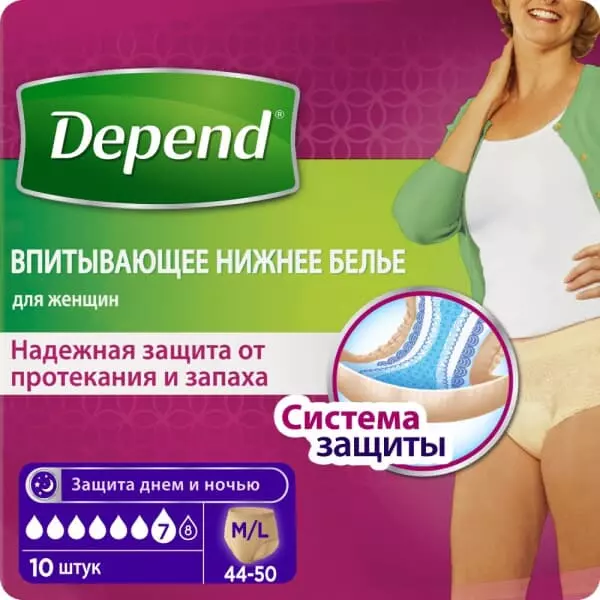 Depend®
ВПИТЫВАЮЩЕЕ НИЖНЕЕ БЕЛЬЕ
для женщин
Надежная защита от
протекания и запаха
Система
защиты
Защита днем и ночью
7 8
M/L
10 штук
44-50